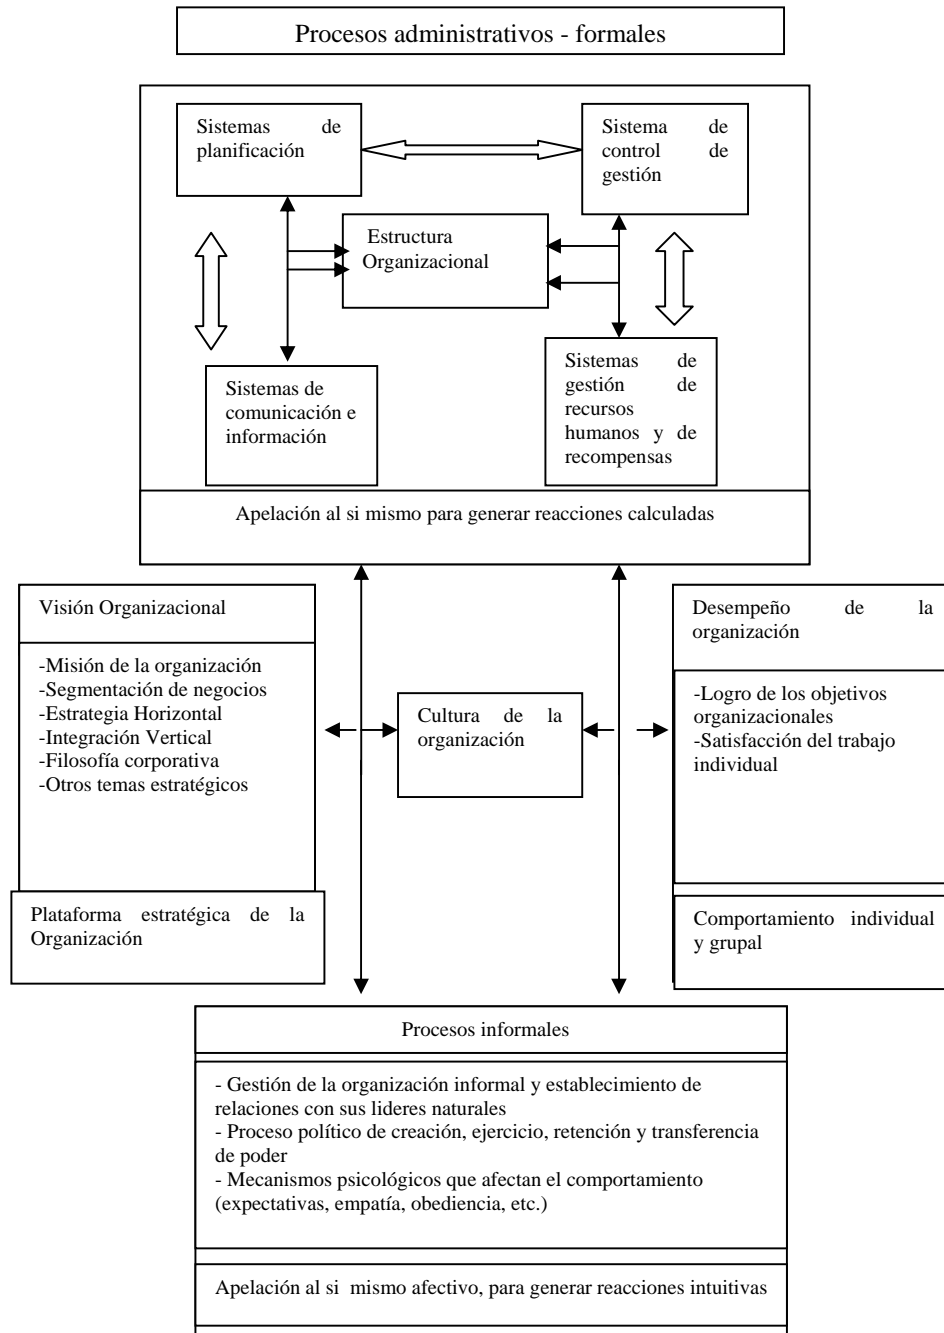 Procesos administrativos - formales
Sistemas de
planificación
Sistema de
control de
gestión
Estructura
Organizacional
Sistemas de
comunicación e
información
Sistemas de
gestión de
recursos
humanos y de
recompensas
Apelación al si mismo para generar reacciones calculadas
Visión Organizacional
-Misión de la organización
-Segmentación de negocios
-Estrategia Horizontal
-Integración Vertical
-Filosofía corporativa
-Otros temas estratégicos
Plataforma estratégica de la
Organización
Cultura de la
organización
Desempeño de la
organización
-Logro de los objetivos
organizacionales
-Satisfacción del trabajo
individual
Comportamiento individual
y grupal
Procesos informales
- Gestión de la organización informal y establecimiento de
relaciones con sus lideres naturales
- Proceso político de creación, ejercicio, retención y transferencia
de poder
- Mecanismos psicológicos que afectan el comportamiento
(expectativas, empatía, obediencia, etc.)
Apelación al si mismo afectivo, para generar reacciones intuitivas